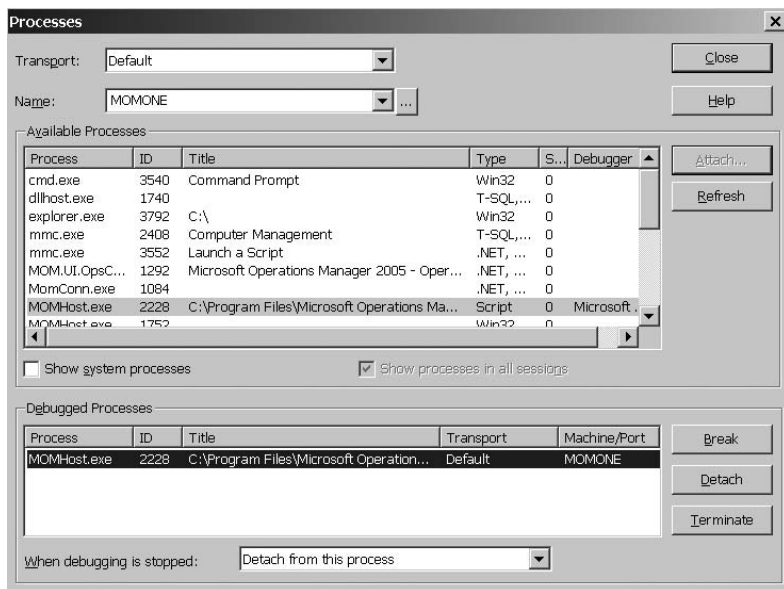 Processes
Transport: Default Close
Name: MOMONE ... Help
Available Processes
Process ID Title Type S... Debugger Attach...
cmd.exe 3540 Command Prompt Win32 0
dllhost.exe 1740 T-SQL,... 0 Refresh
explorer.exe 3792 C:\ Win32 0
mmc.exe 2408 Computer Management T-SQL,... 0
mmc.exe 3552 Launch a Script .NET, ... 0
MOM.UI.OpsC... 1292 Microsoft Operations Manager 2005 - Oper... .NET, ... 0
MomConn.exe 1084 .NET, ... 0
MOMHost.exe 2228 C:\Program Files\Microsoft Operations Ma... Script 0 Microsoft .
MOMHost.exe 1752 Win32 0
Show system processes Show processes in all sessions
Debugged Processes
Process ID Title Transport Machine/Port Break
MOMHost.exe 2228 C:\Program Files\Microsoft Operation... Default MOMONE
Detach
Terminate
When debugging is stopped: Detach from this process